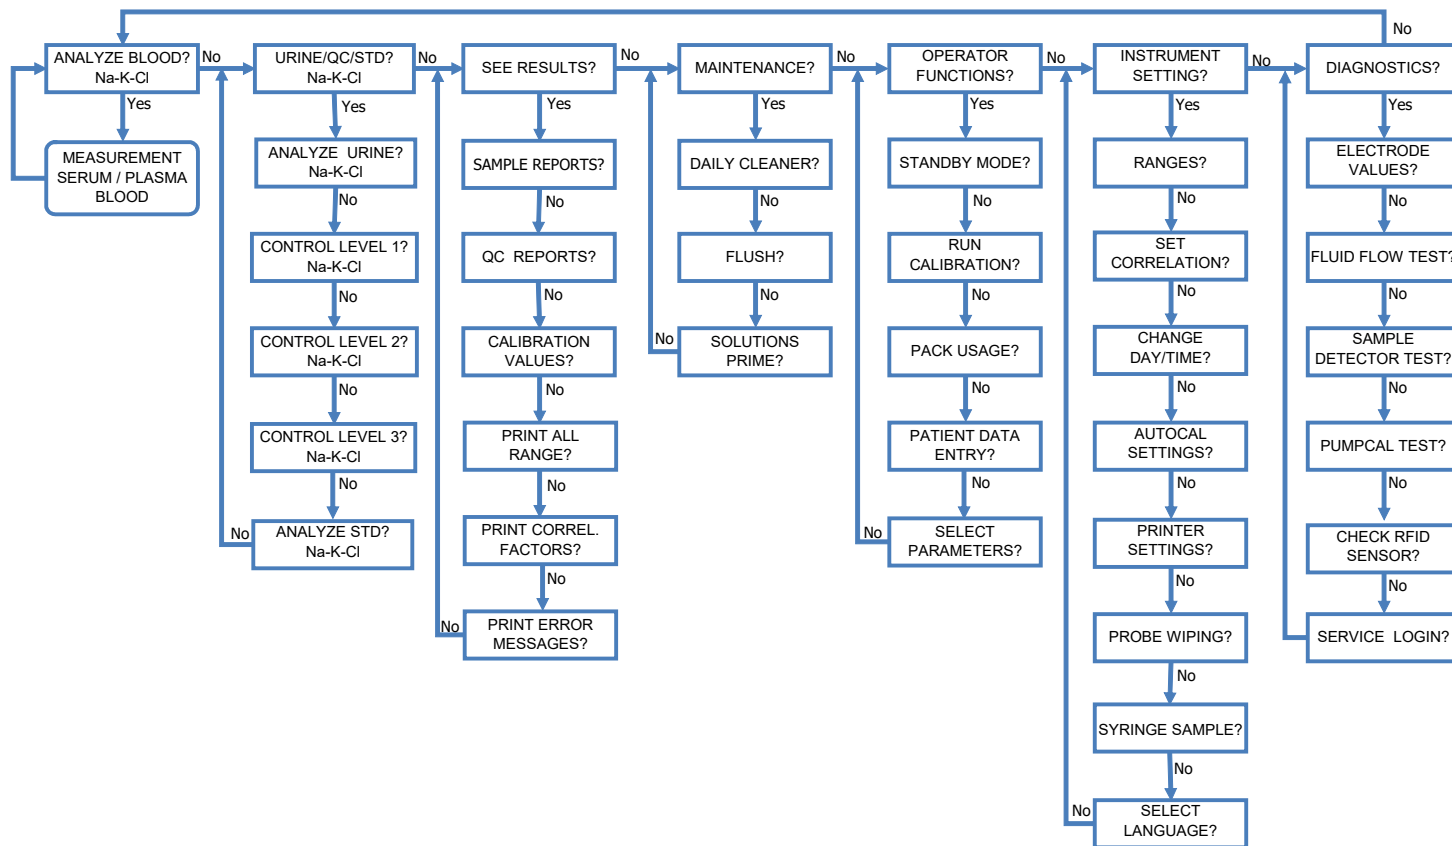 No
ANALYZE BLOOD?
Na-K-Cl
No
Yes
MEASUREMENT
SERUM / PLASMA
BLOOD
URINE/QC/STD?
Na-K-Cl
No
Yes
ANALYZE  URINE?
Na-K-Cl
No
CONTROL LEVEL 1?
Na-K-Cl
No
CONTROL LEVEL 2?
Na-K-Cl
No
CONTROL LEVEL 3?
Na-K-Cl
No
ANALYZE STD?
Na-K-Cl
No
SEE RESULTS?
No
Yes
SAMPLE REPORTS?
No
QC  REPORTS?
No
CALIBRATION
VALUES?
No
PRINT ALL
RANGE?
No
PRINT CORREL.
FACTORS?
No
PRINT ERROR
MESSAGES?
No
MAINTENANCE?
No
Yes
DAILY CLEANER?
No
FLUSH?
No
SOLUTIONS
PRIME?
No
OPERATOR
FUNCTIONS?
No
Yes
STANDBY MODE?
No
RUN
CALIBRATION?
No
PACK USAGE?
No
PATIENT DATA
ENTRY?
No
SELECT
PARAMETERS?
No
INSTRUMENT
SETTING?
No
Yes
RANGES?
No
SET
CORRELATION?
No
CHANGE
DAY/TIME?
No
AUTOCAL
SETTINGS?
No
PRINTER
SETTINGS?
No
PROBE WIPING?
No
SYRINGE SAMPLE?
No
SELECT
LANGUAGE?
No
DIAGNOSTICS?
Yes
ELECTRODE
VALUES?
No
FLUID FLOW TEST?
No
SAMPLE
DETECTOR TEST?
No
PUMPCAL TEST?
No
CHECK RFID
SENSOR?
No
SERVICE  LOGIN?
No